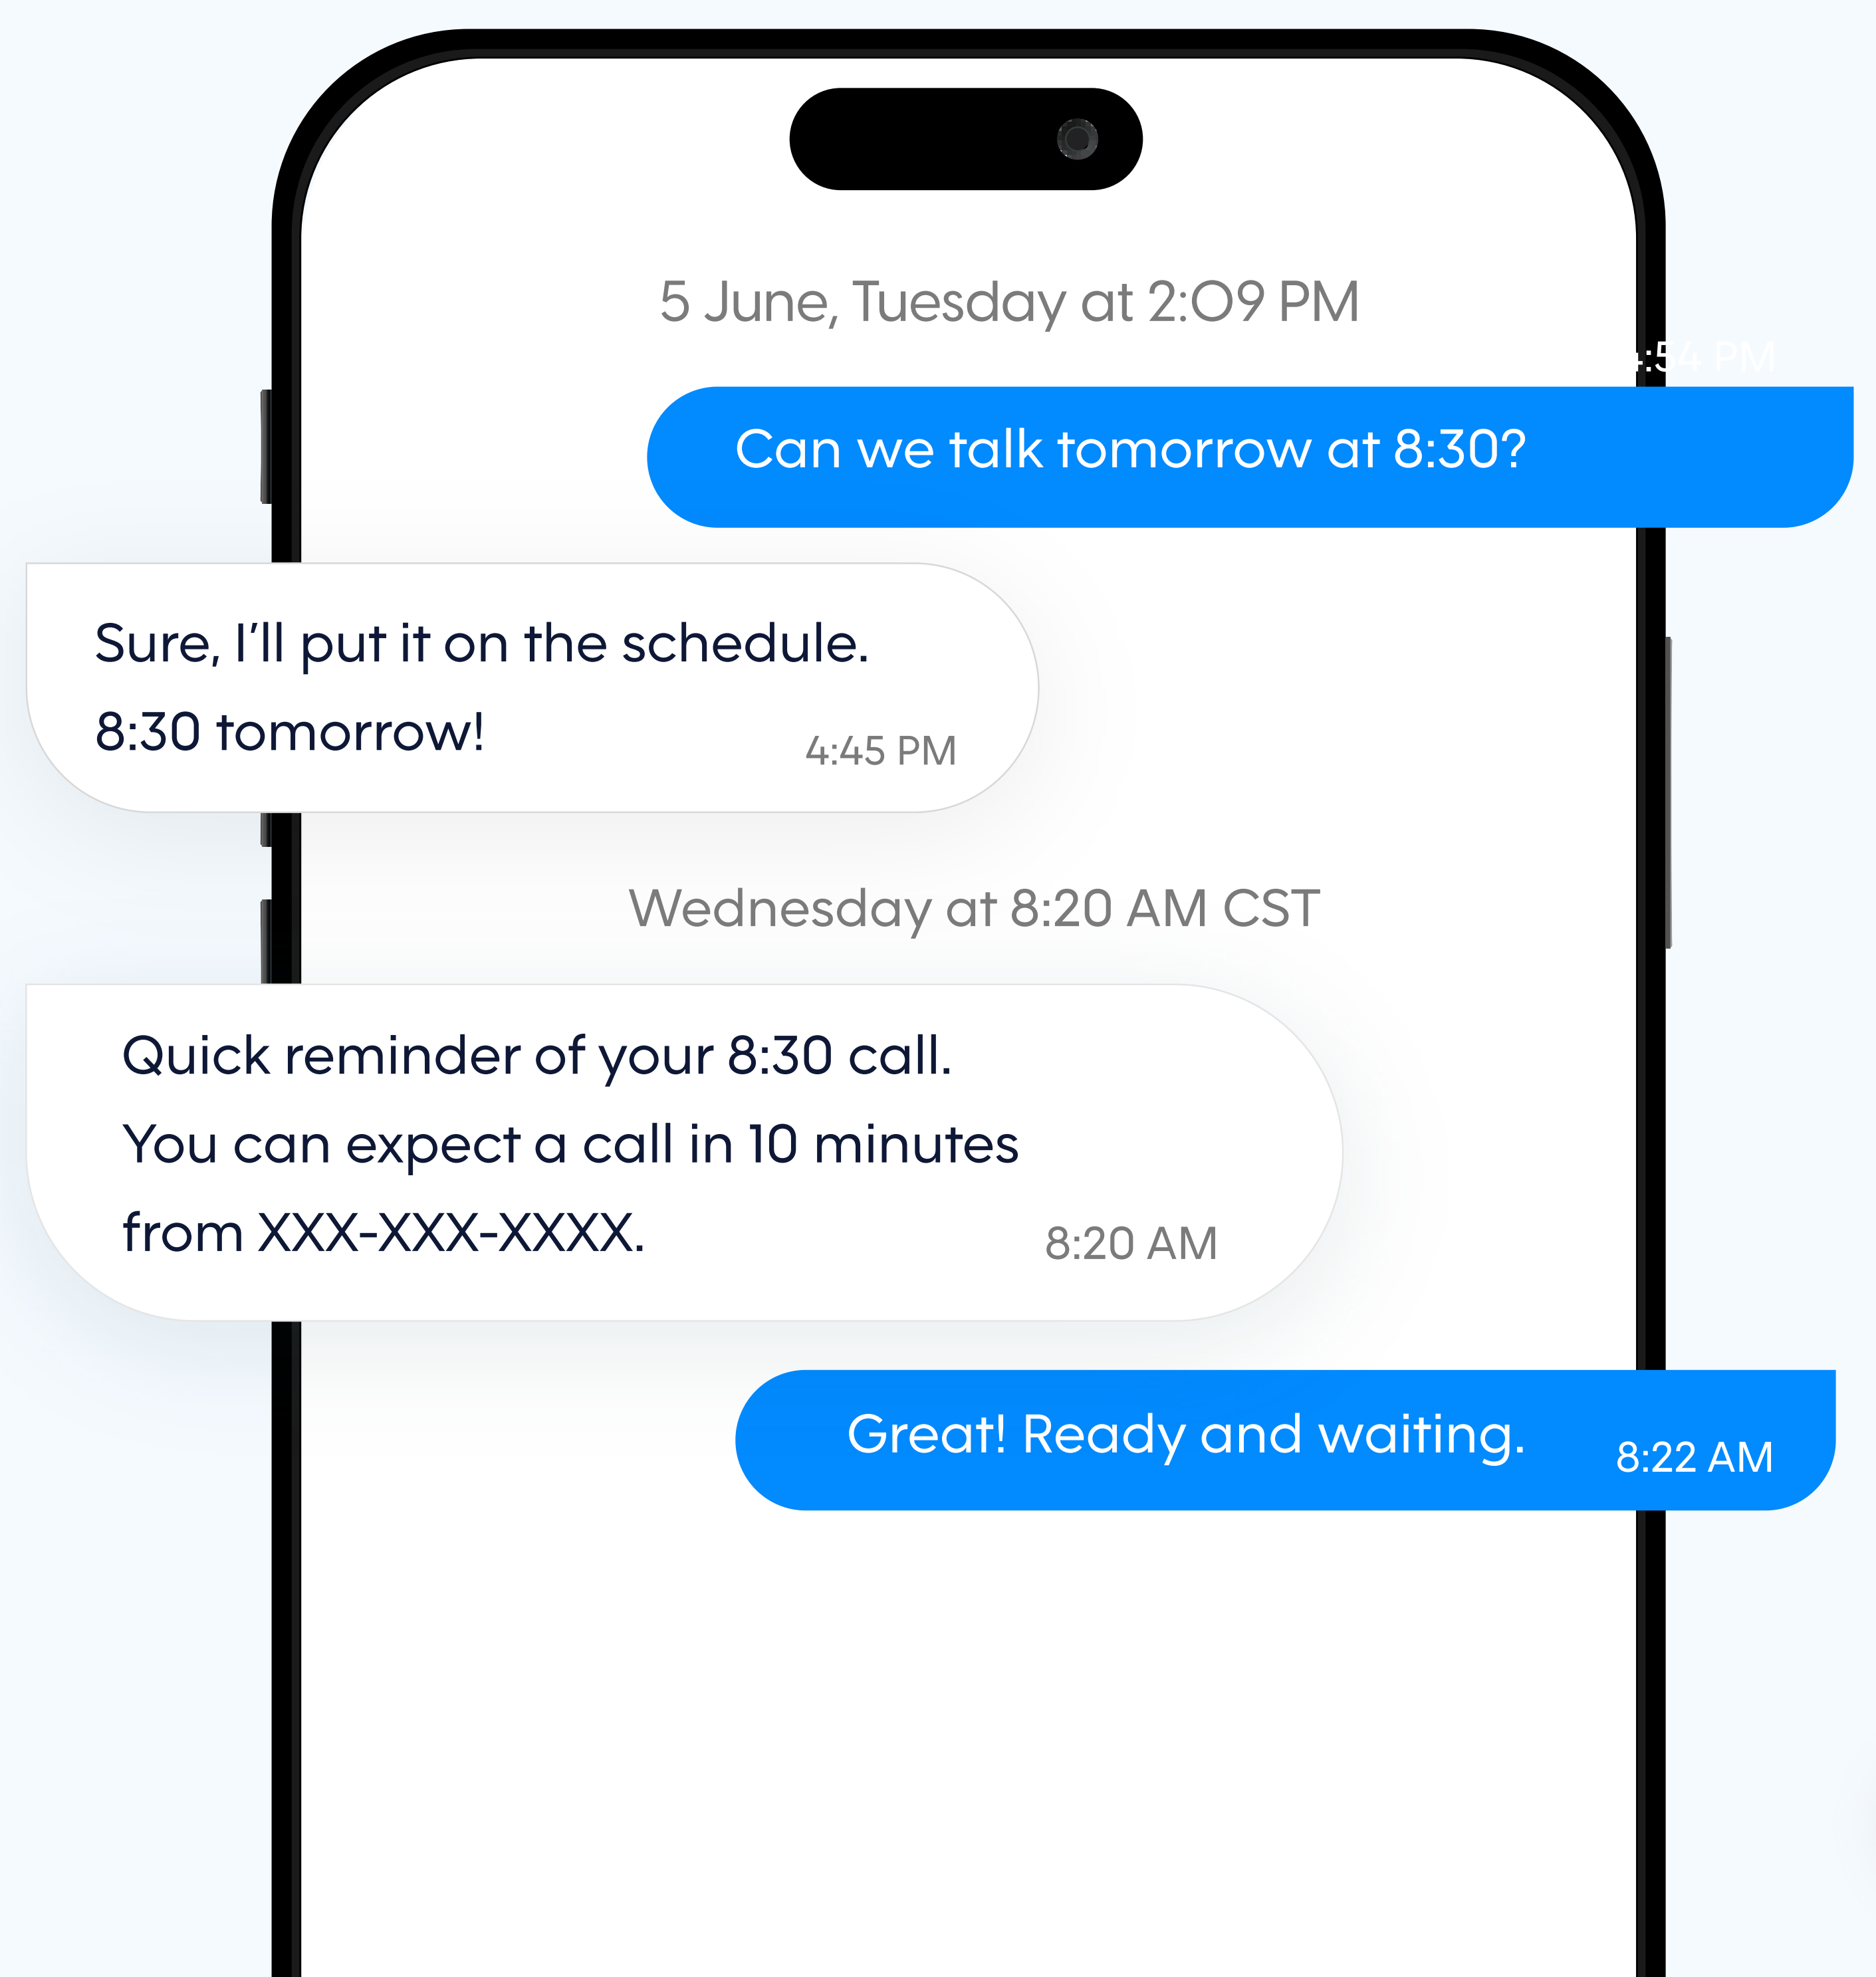 5 June, Tuesday at 2:09 PM
4:54 PM
Can we talk tomorrow at 8:30?
Sure, I’ll put it on the schedule.
8:30 tomorrow!
4:45 PM
Wednesday at 8:20 AM CST
Quick reminder of your 8:30 call.
You can expect a call in 10 minutes
from XXX-XXX-XXXX.
8:20 AM
Great! Ready and waiting.
8:22 AM